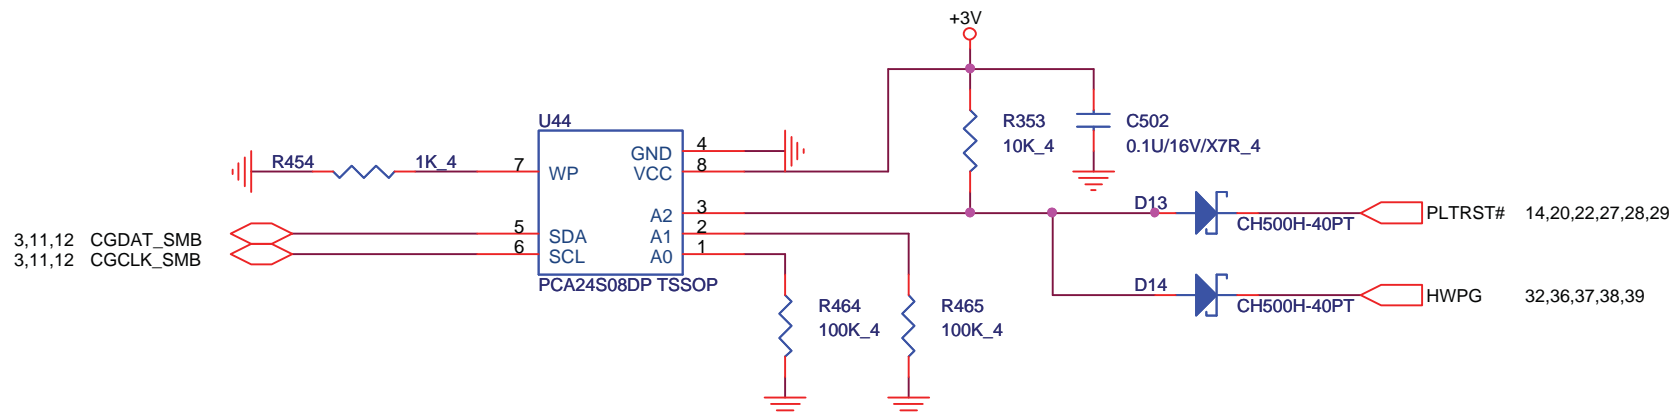 +3V
U44
R454 1K_4
7 WP
GND 4
VCC 8
R353
10K_4
C502
0.1U/16V/X7R_4
A2 3
D13
CH500H-40PT
PLTRST# 14,20,22,27,28,29
3,11,12 CGDAT_SMB
5 SDA
A1 2
3,11,12 CGCLK_SMB
6 SCL
A0 1
PCA24S08DP TSSOP
D14
CH500H-40PT
HWPG 32,36,37,38,39
R464
100K_4
R465
100K_4